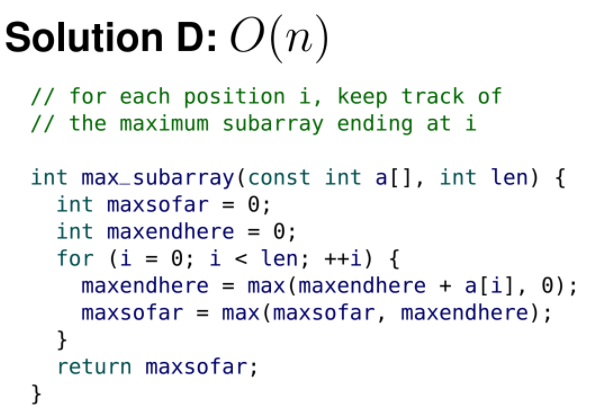 Solution D: O(n)
// for each position i, keep track of
// the maximum subarray ending at i
int max_subarray(const int a[], int len) {
int maxsofar = 0;
int maxendhere = 0;
for (i = 0; i < len; ++i) {
maxendhere = max(maxendhere + a[i], 0);
maxsofar = max(maxsofar, maxendhere);
}
return maxsofar;
}